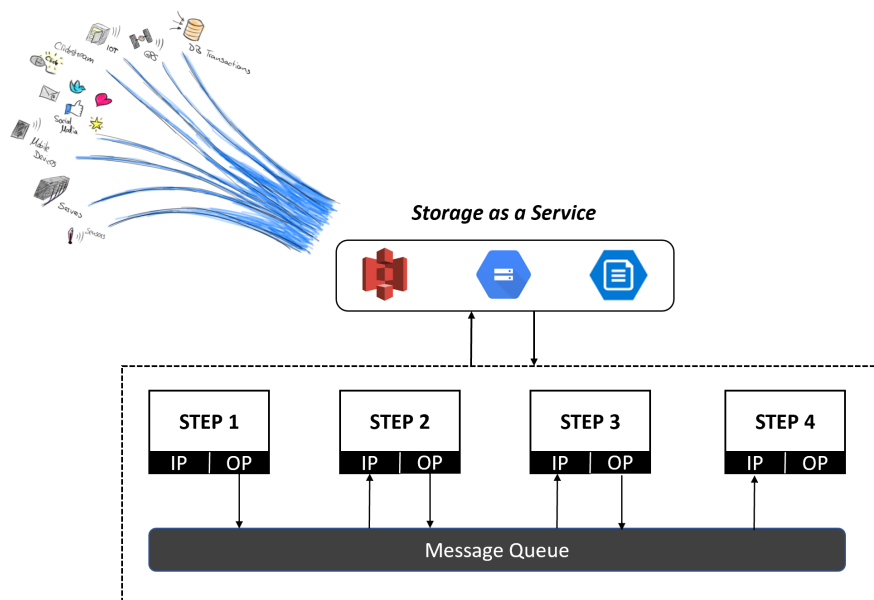 Clickstream
IOT
GPS
DB Transactions
Click
Social
Media
Mobile
Devices
Servers
Sensors
Storage as a Service
STEP 1
IP | OP
STEP 2
IP | OP
STEP 3
IP | OP
STEP 4
IP | OP
Message Queue